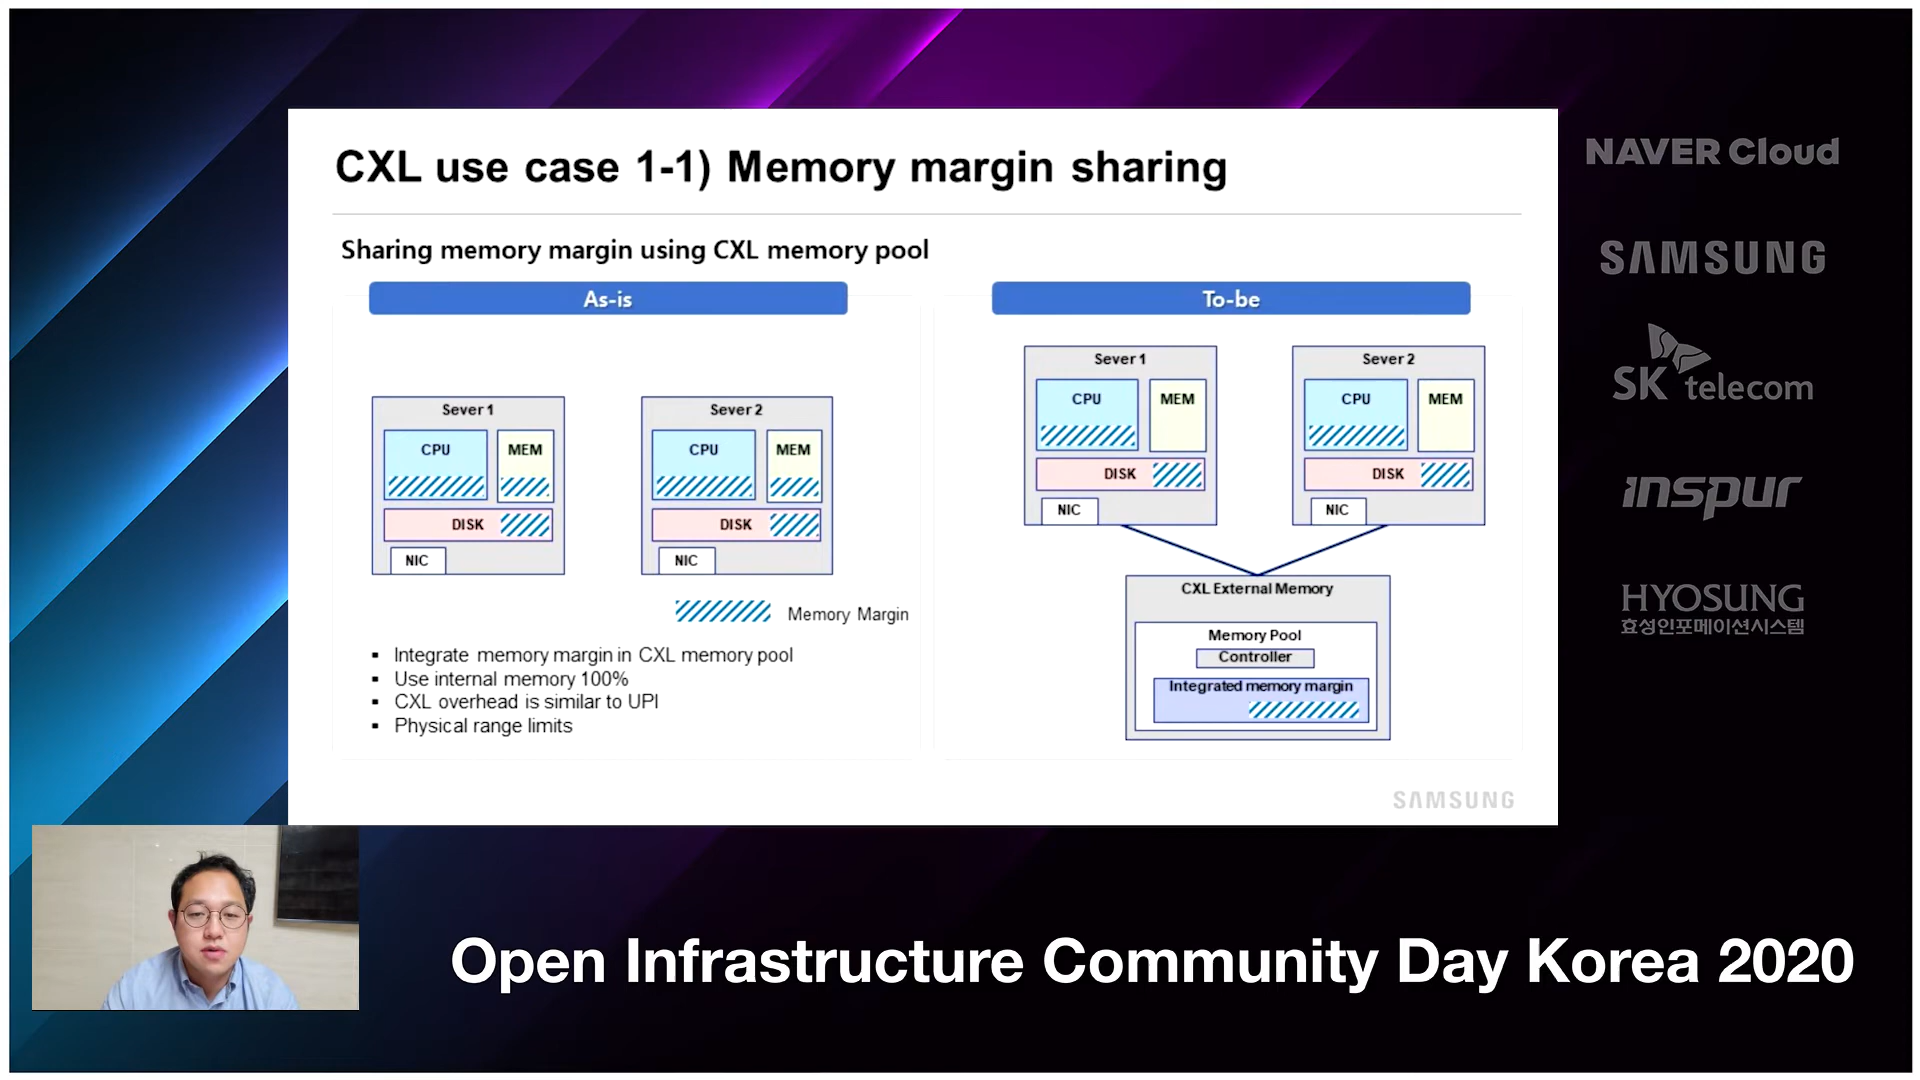 CXL use case 1-1) Memory margin sharing
Sharing memory margin using CXL memory pool
As-is
Sever 1
CPU
MEM
DISK
NIC
Sever 2
CPU
MEM
DISK
NIC
Memory Margin
▪ Integrate memory margin in CXL memory pool
▪ Use internal memory 100%
▪ CXL overhead is similar to UPI
▪ Physical range limits
To-be
Sever 1
CPU
MEM
DISK
NIC
Sever 2
CPU
MEM
DISK
NIC
CXL External Memory
Memory Pool
Controller
Integrated memory margin
SAMSUNG
NAVER Cloud
SAMSUNG
SK telecom
inspur
HYOSUNG
효성인포메이션시스템
Open Infrastructure Community Day Korea 2020